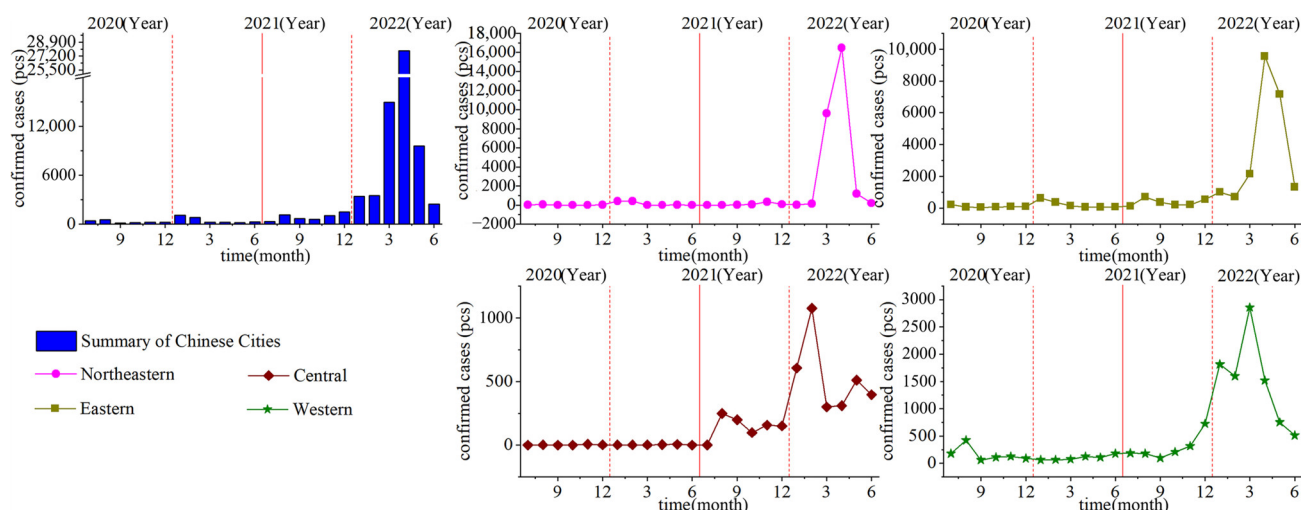 2020(Year) 2021(Year) 2022(Year)
confirmed cases (pcs)
28,900
27,200
25,500
12,000
6000
0
9 12 3 6 9 12 3 6
time(month)
2020(Year) 2021(Year) 2022(Year)
confirmed cases (pcs)
18,000
16,000
14,000
12,000
10,000
8000
6000
4000
2000
0
−2000
9 12 3 6 9 12 3 6
time(month)
2020(Year) 2021(Year) 2022(Year)
confirmed cases (pcs)
10,000
8000
6000
4000
2000
0
9 12 3 6 9 12 3 6
time(month)
Summary of Chinese Cities
Northeastern Central
Eastern Western
2020(Year) 2021(Year) 2022(Year)
confirmed cases (pcs)
1000
500
0
9 12 3 6 9 12 3 6
time(month)
2020(Year) 2021(Year) 2022(Year)
confirmed cases (pcs)
3000
2500
2000
1500
1000
500
0
9 12 3 6 9 12 3 6
time(month)